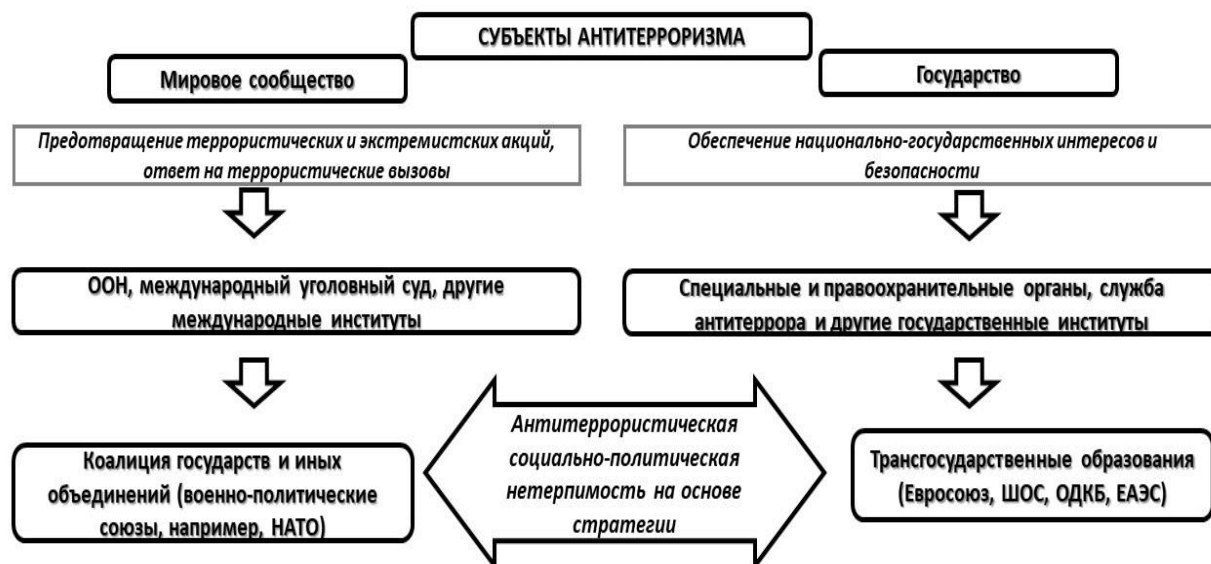 СУБЪЕКТЫ АНТИТЕРРОРИЗМА
Мировое сообщество
Государство
Предотвращение террористических и экстремистских акций,
ответ на террористические вызовы
Обеспечение национально-государственных интересов и
безопасности
ООН, международный уголовный суд, другие
международные институты
Специальные и правоохранительные органы, служба
антитеррора и другие государственные институты
Коалиция государств и иных
объединений (военно-политические
союзы, например, НАТО)
Антитеррористическая
социально-политическая
нетерпимость на основе
стратегии
Трансгосударственные образования
(Евросоюз, ШОС, ОДКБ, ЕАЭС)